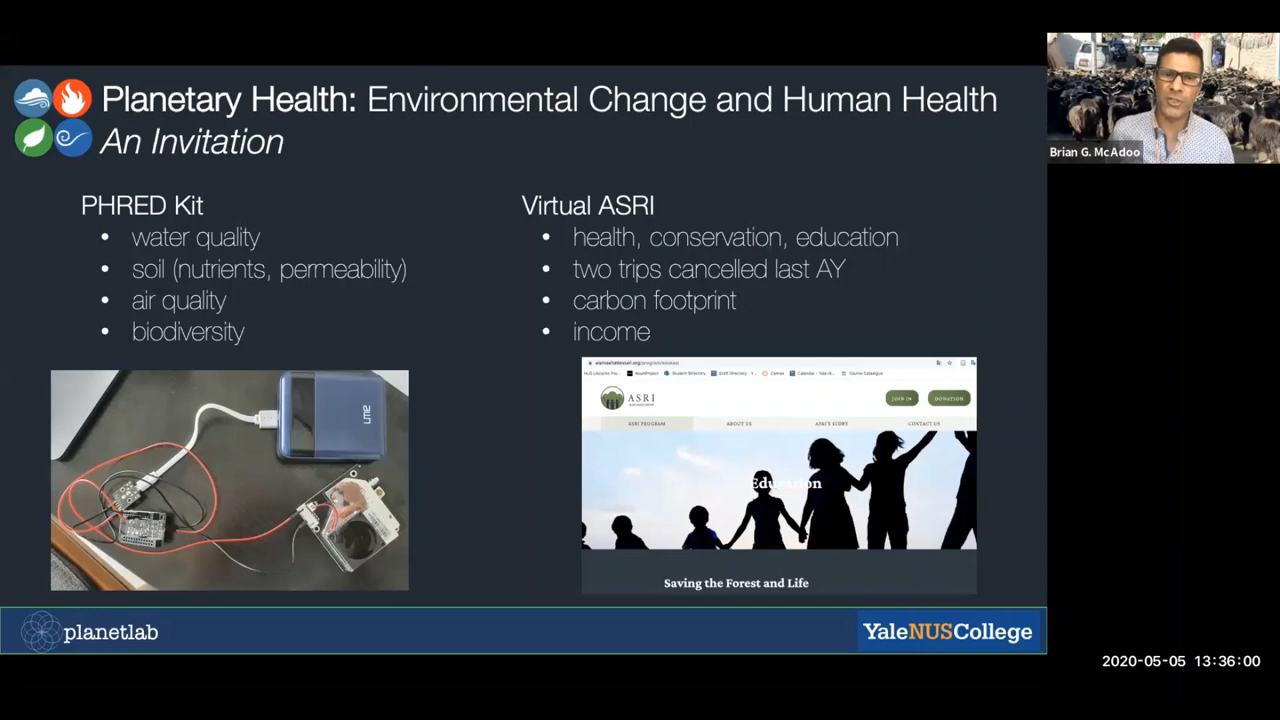 Planetary Health: Environmental Change and Human Health
An Invitation
Brian G. McAdoo
PHRED Kit
• water quality
• soil (nutrients, permeability)
• air quality
• biodiversity
Virtual ASRI
• health, conservation, education
• two trips cancelled last AY
• carbon footprint
• income
ASRI
JOIN IN
DONATION
ASRI PROGRAM
ABOUT US
ASRI'S STORY
CONTACT US
Education
Saving the Forest and Life
planetlab
YaleNUSCollege
2020-05-05 13:36:00